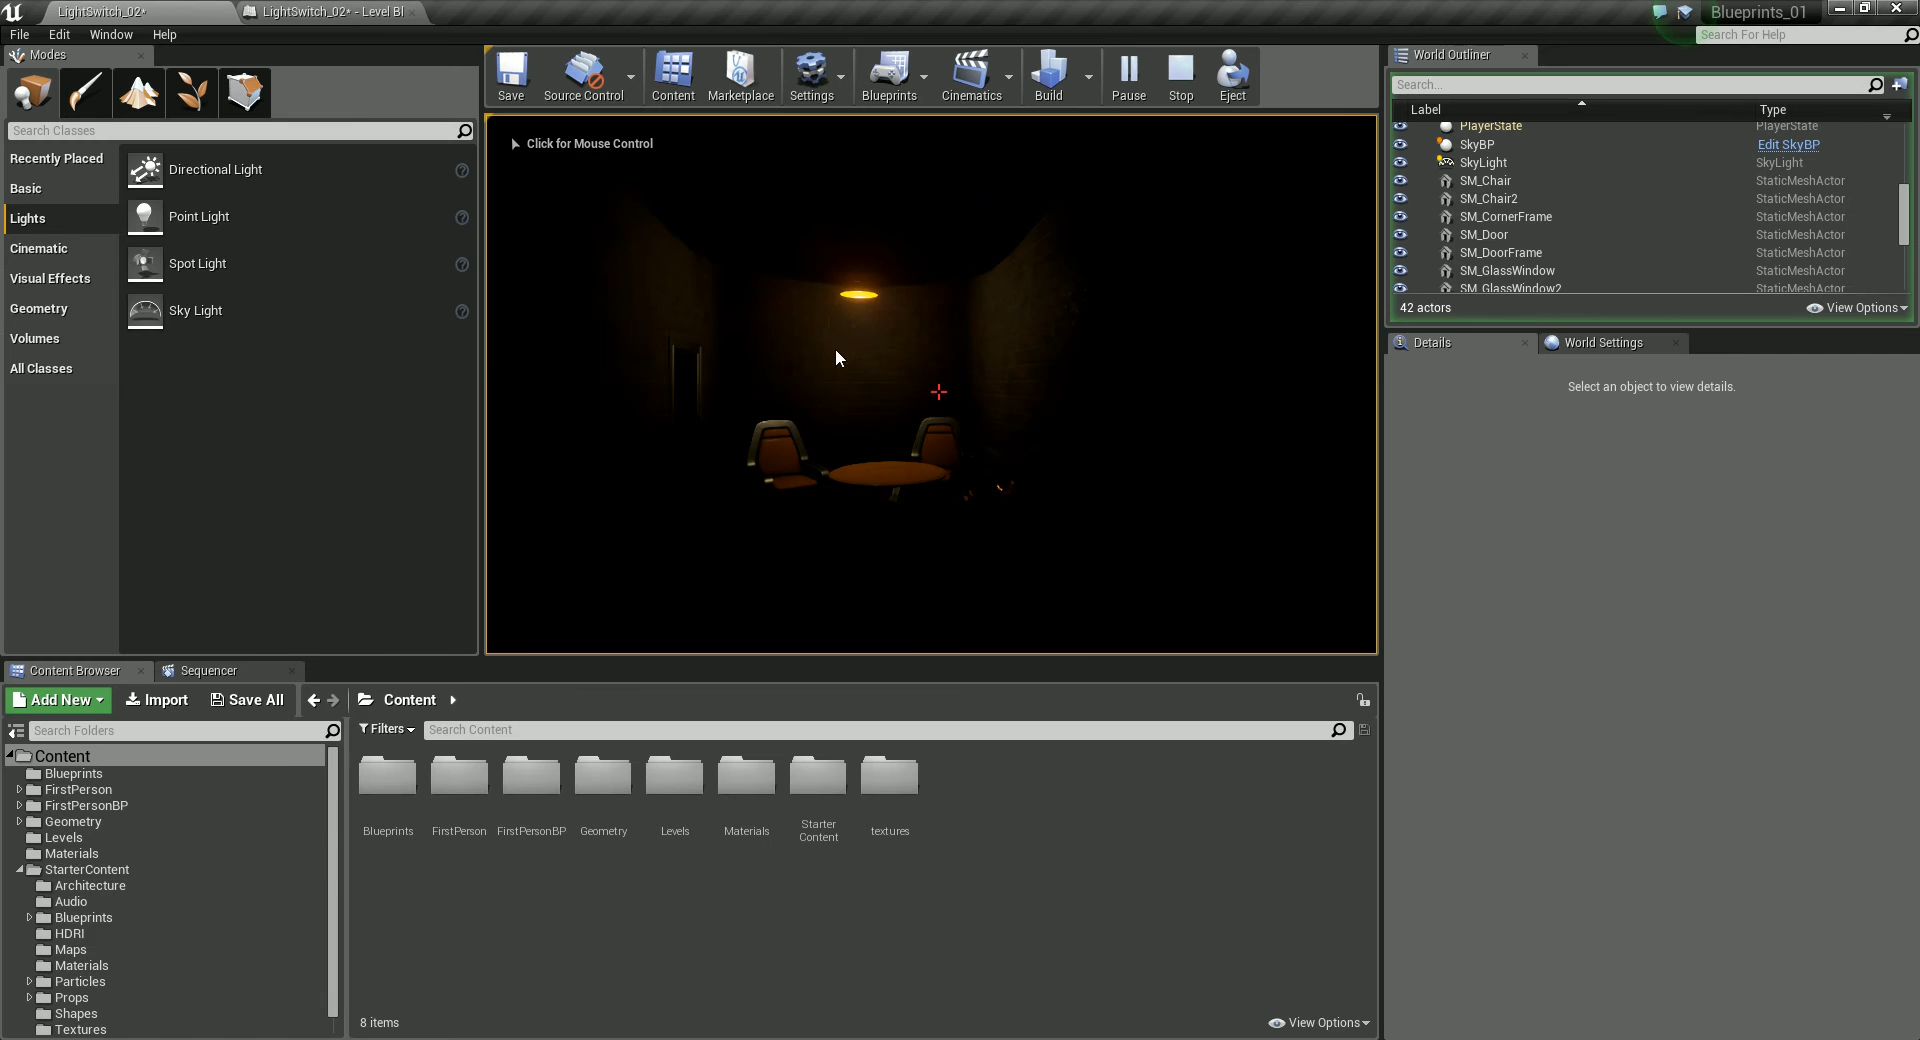 LightSwitch_02*
LightSwitch_02* - Level Bl
Blueprints_01
File Edit Window Help
Search For Help
Modes
Search Classes
Recently Placed
Basic
Lights
Cinematic
Visual Effects
Geometry
Volumes
All Classes
Directional Light
Point Light
Spot Light
Sky Light
Save
Source Control
Content
Marketplace
Settings
Blueprints
Cinematics
Build
Pause
Stop
Eject
Click for Mouse Control
World Outliner
Search...
Label Type
PlayerState PlayerState
SkyBP Edit SkyBP
SkyLight SkyLight
SM_Chair StaticMeshActor
SM_Chair2 StaticMeshActor
SM_CornerFrame StaticMeshActor
SM_Door StaticMeshActor
SM_DoorFrame StaticMeshActor
SM_GlassWindow StaticMeshActor
SM_GlassWindow2 StaticMeshActor
42 actors
View Options
Details
World Settings
Select an object to view details.
Content Browser
Sequencer
Add New
Import
Save All
Content
Search Folders
Filters
Search Content
Content
Blueprints
FirstPerson
FirstPersonBP
Geometry
Levels
Materials
StarterContent
Architecture
Audio
Blueprints
HDRI
Maps
Materials
Particles
Props
Shapes
Textures
Blueprints
FirstPerson
FirstPersonBP
Geometry
Levels
Materials
Starter
Content
textures
8 items
View Options